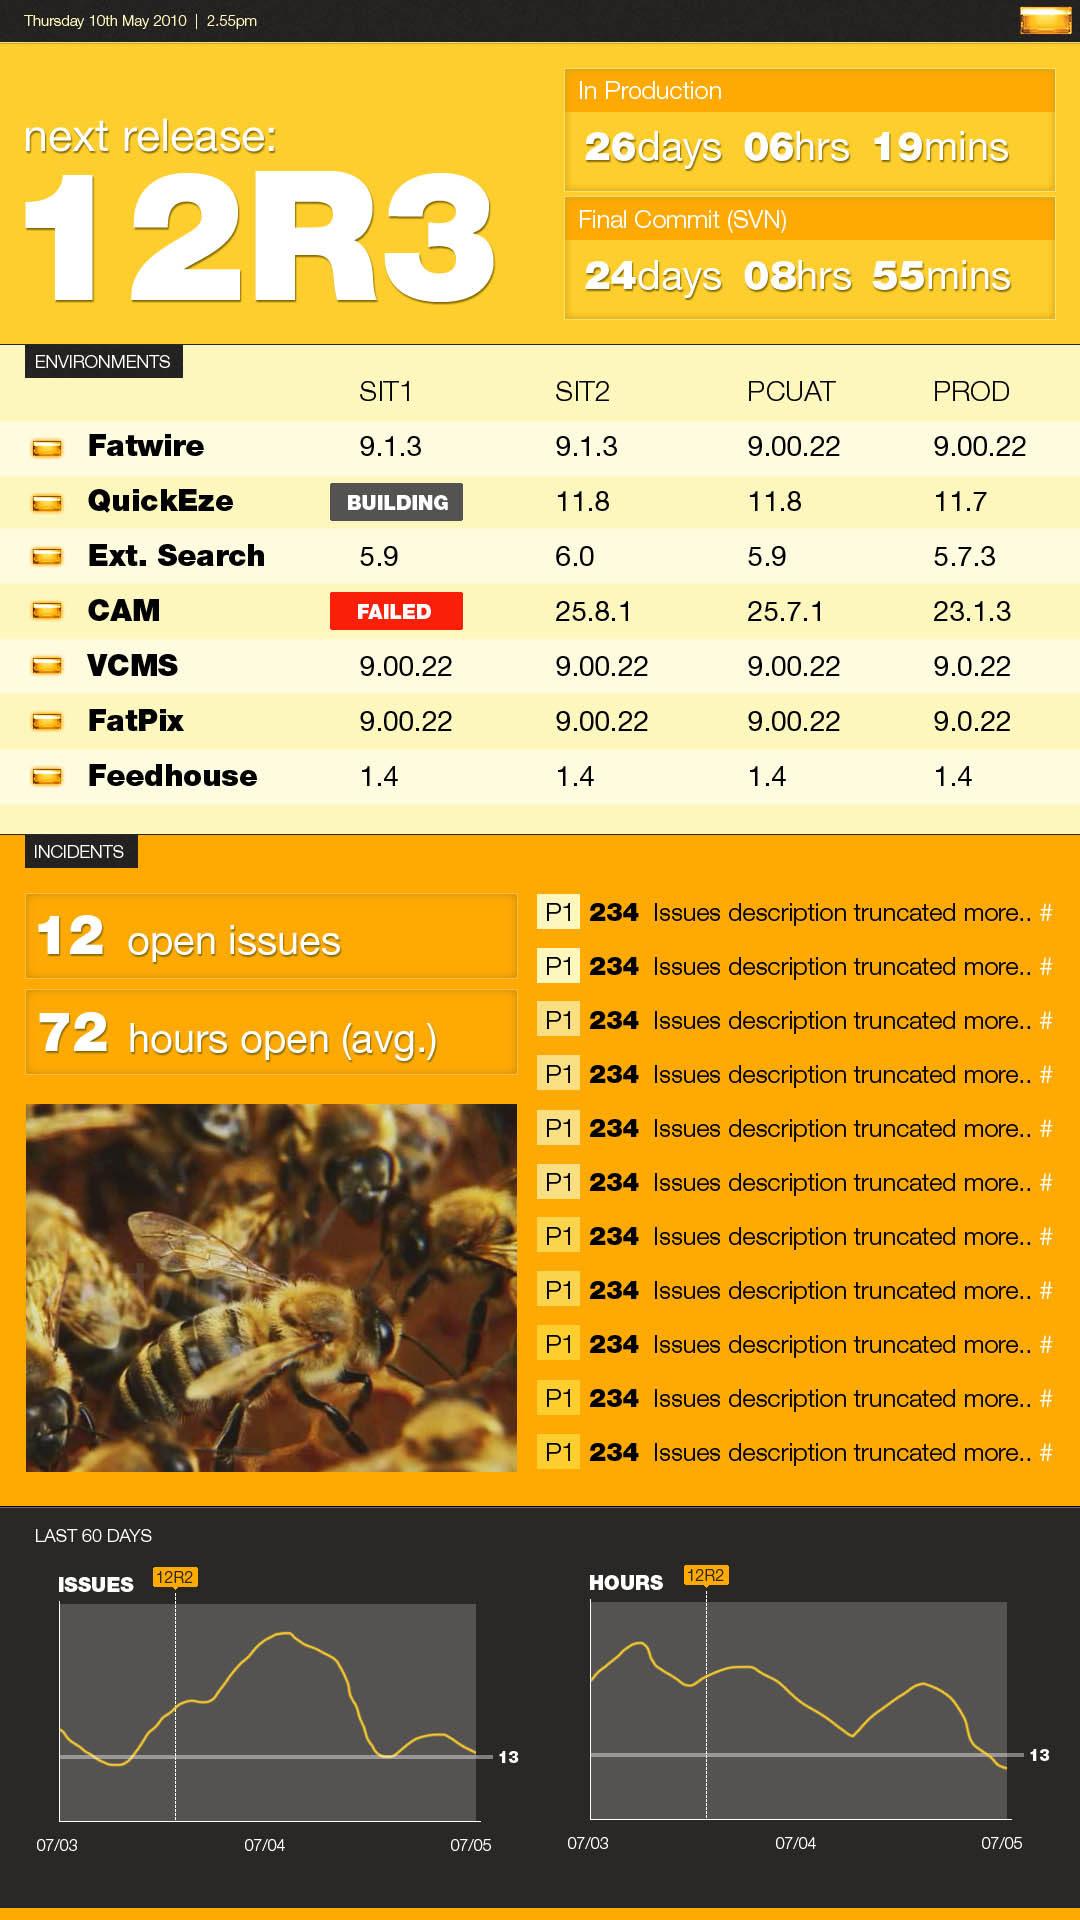 Thursday 10th May 2010 | 2.55pm
next release:
12R3
In Production
26days 06hrs 19mins
Final Commit (SVN)
24days 08hrs 55mins
ENVIRONMENTS
SIT1 SIT2 PCUAT PROD
Fatwire 9.1.3 9.1.3 9.00.22 9.00.22
QuickEze BUILDING 11.8 11.8 11.7
Ext. Search 5.9 6.0 5.9 5.7.3
CAM FAILED 25.8.1 25.7.1 23.1.3
VCMS 9.00.22 9.00.22 9.00.22 9.0.22
FatPix 9.00.22 9.00.22 9.00.22 9.0.22
Feedhouse 1.4 1.4 1.4 1.4
INCIDENTS
12 open issues
72 hours open (avg.)
P1 234 Issues description truncated more.. #
P1 234 Issues description truncated more.. #
P1 234 Issues description truncated more.. #
P1 234 Issues description truncated more.. #
P1 234 Issues description truncated more.. #
P1 234 Issues description truncated more.. #
P1 234 Issues description truncated more.. #
P1 234 Issues description truncated more.. #
P1 234 Issues description truncated more.. #
P1 234 Issues description truncated more.. #
P1 234 Issues description truncated more.. #
LAST 60 DAYS
ISSUES 12R2
13
07/03 07/04 07/05
HOURS 12R2
13
07/03 07/04 07/05